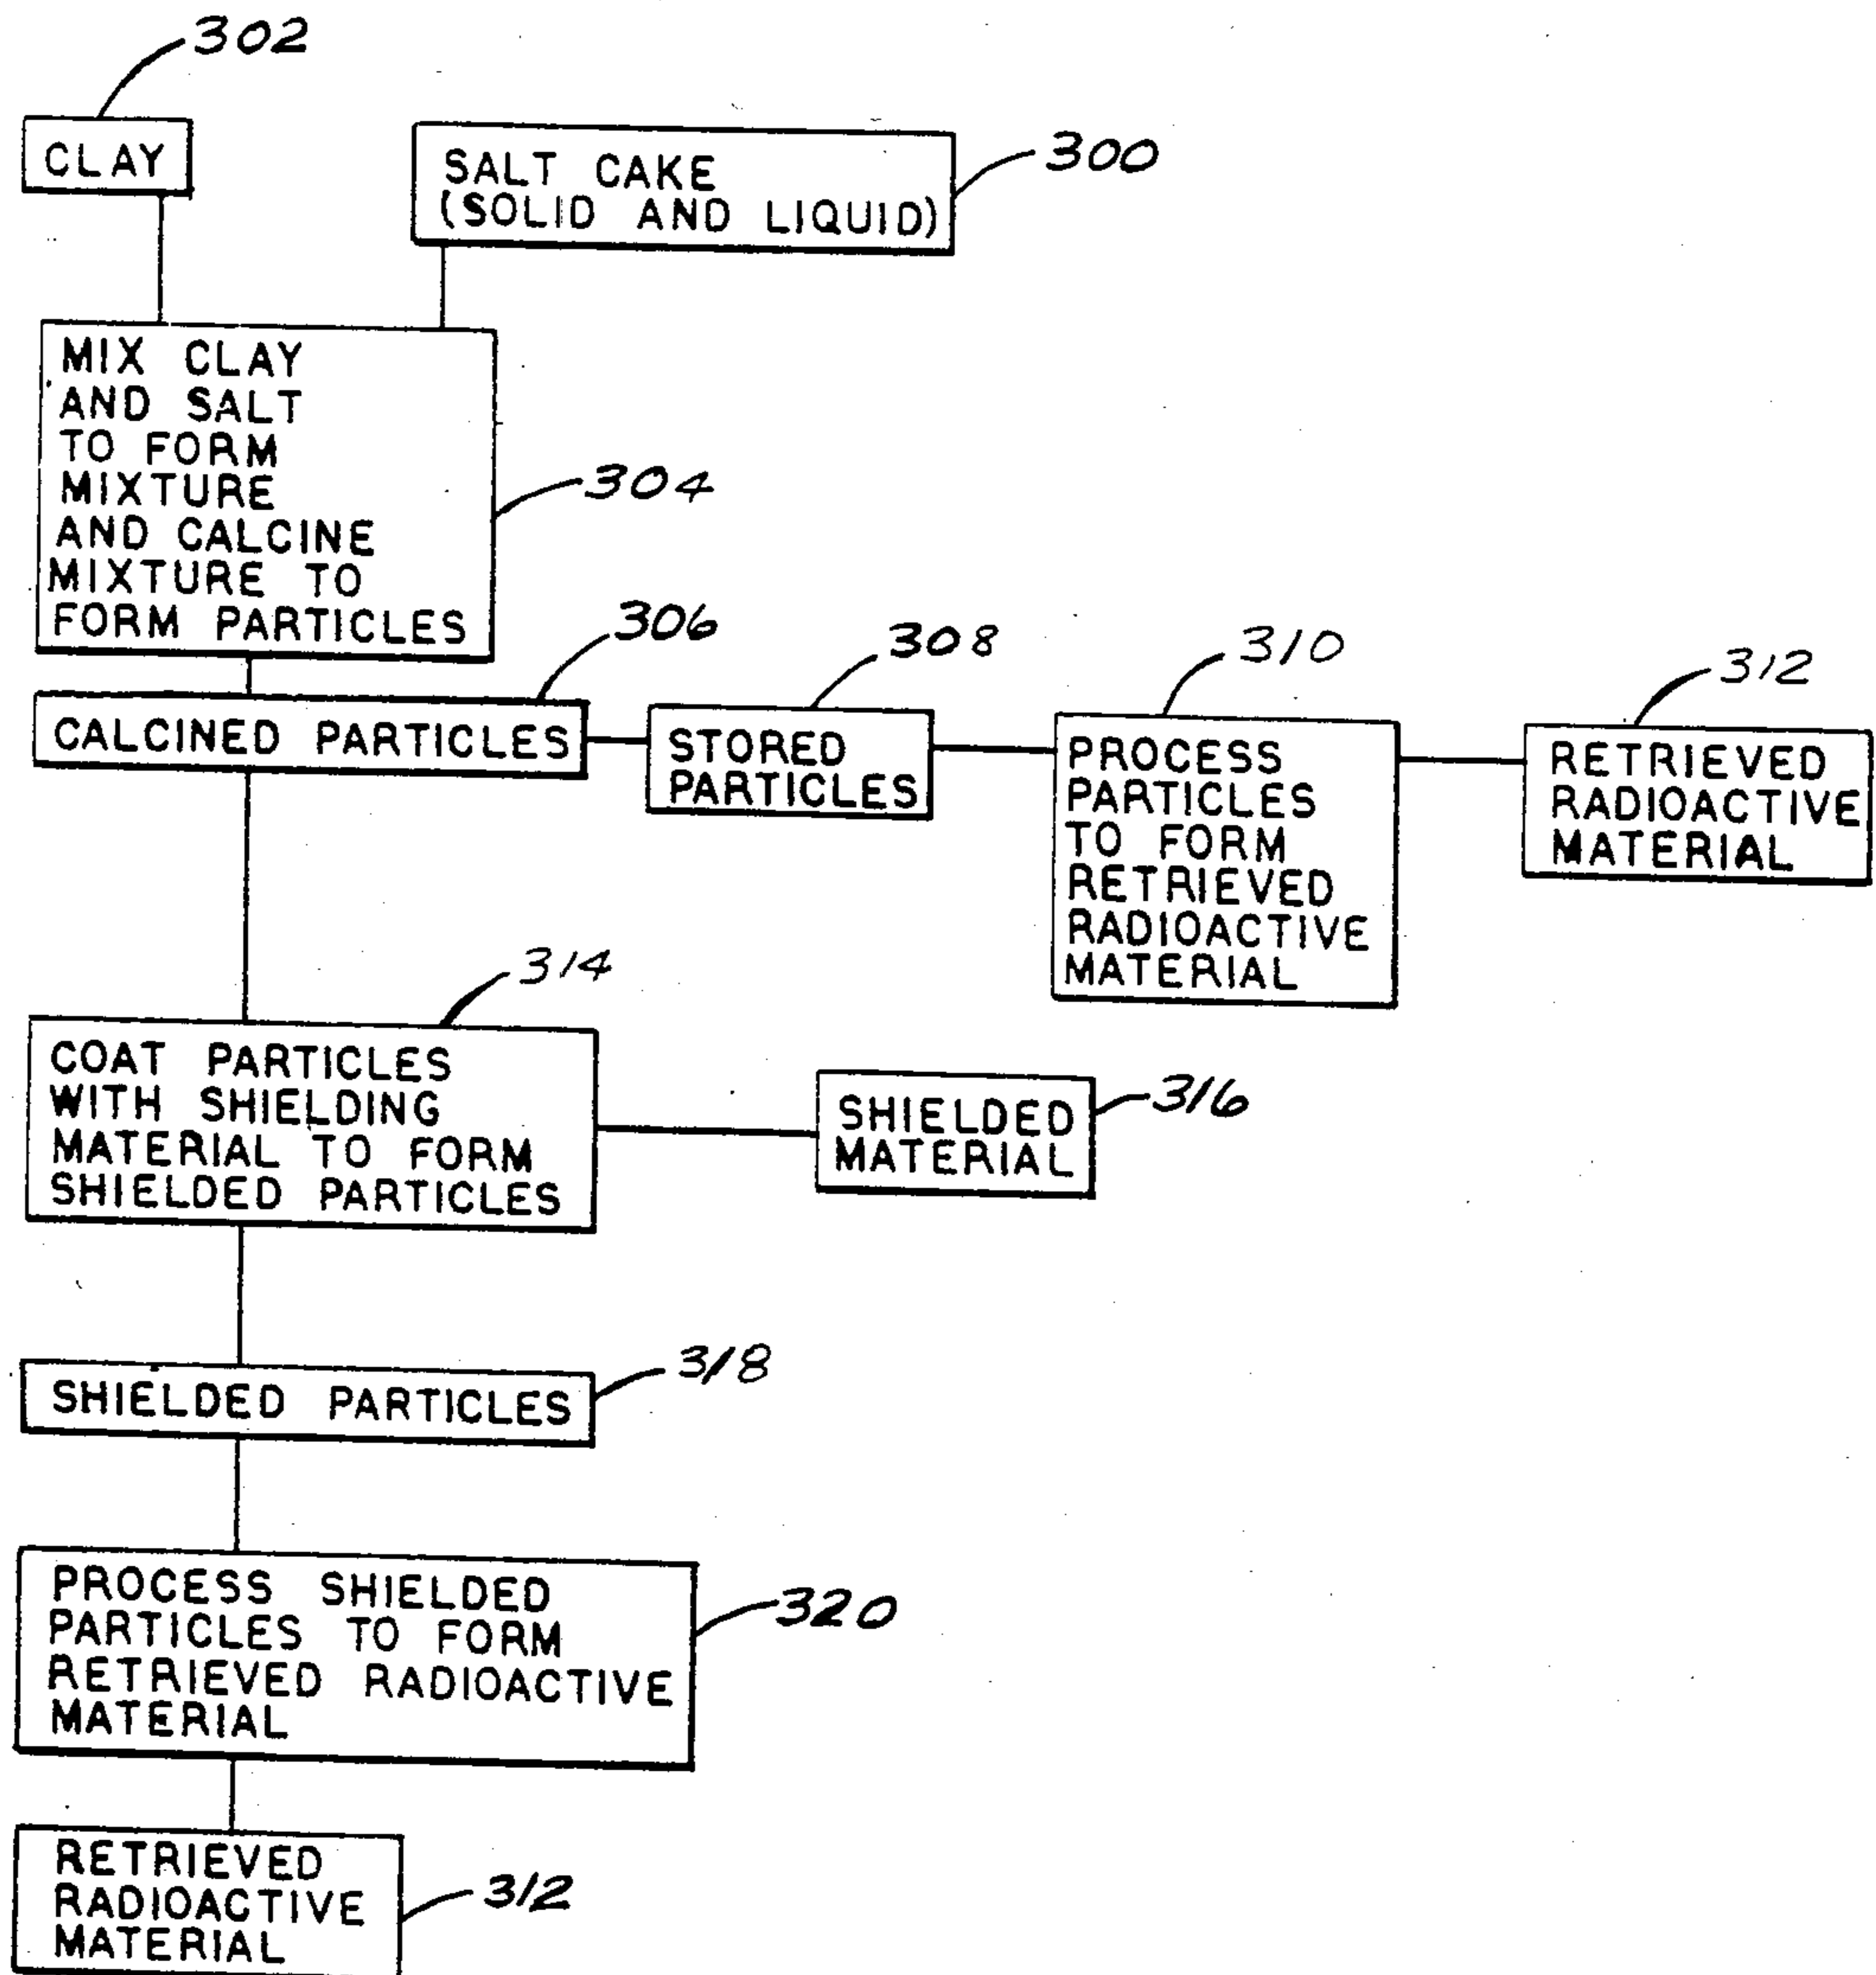 302
CLAY
300
SALT CAKE
(SOLID AND LIQUID)
MIX CLAY
AND SALT
TO FORM
MIXTURE
AND CALCINE
MIXTURE TO
FORM PARTICLES
304
306
CALCINED PARTICLES
308
STORED
PARTICLES
310
PROCESS
PARTICLES
TO FORM
RETRIEVED
RADIOACTIVE
MATERIAL
312
RETRIEVED
RADIOACTIVE
MATERIAL
314
COAT PARTICLES
WITH SHIELDING
MATERIAL TO FORM
SHIELDED PARTICLES
316
SHIELDED
MATERIAL
318
SHIELDED PARTICLES
320
PROCESS SHIELDED
PARTICLES TO FORM
RETRIEVED RADIOACTIVE
MATERIAL
312
RETRIEVED
RADIOACTIVE
MATERIAL